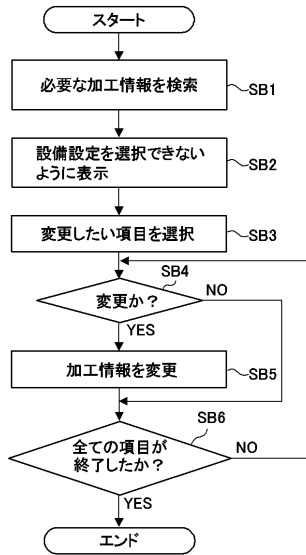 スタート
必要な加工情報を検索
SB1
設備設定を選択できない
ように表示
SB2
変更したい項目を選択
SB3
SB4
変更か？
NO
YES
加工情報を変更
SB5
SB6
全ての項目が
終了したか？
NO
YES
エンド